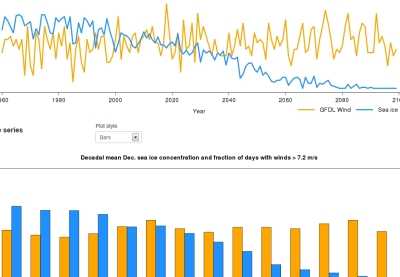 60 1980 2000 2020 2040 2060 2080 210
Year
GFDL Wind Sea ice
series
Plot style
Bars
Decadal mean Dec. sea ice concentration and fraction of days with winds > 7.2 m/s